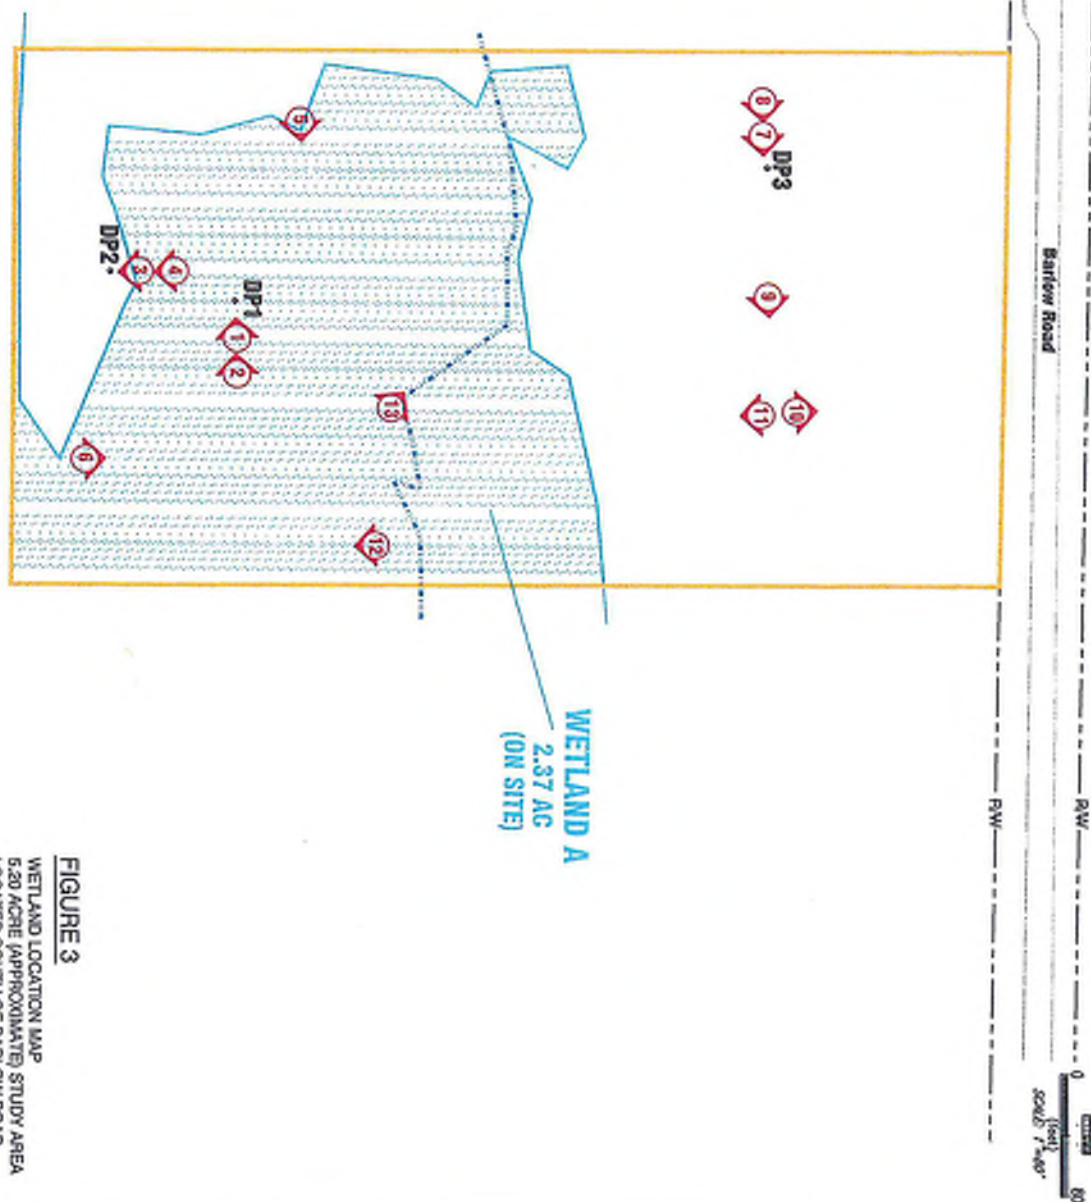 Barlow Road
R/W
R/W
0
80
(feet)
SCALE: 1"=80'
8
7
DP3
9
10
11
5
DP2
3
4
DP1
1
2
13
6
12
WETLAND A
2.37 AC
(ON SITE)
FIGURE 3
WETLAND LOCATION MAP
5.20 ACRE (APPROXIMATE) STUDY AREA